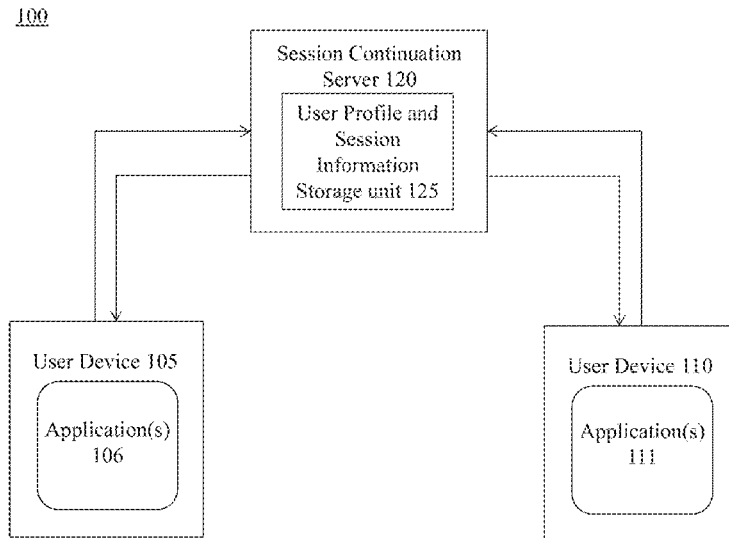 100
Session Continuation
Server 120
User Profile and
Session
Information
Storage unit 125
User Device 105
Application(s)
106
User Device 110
Application(s)
111